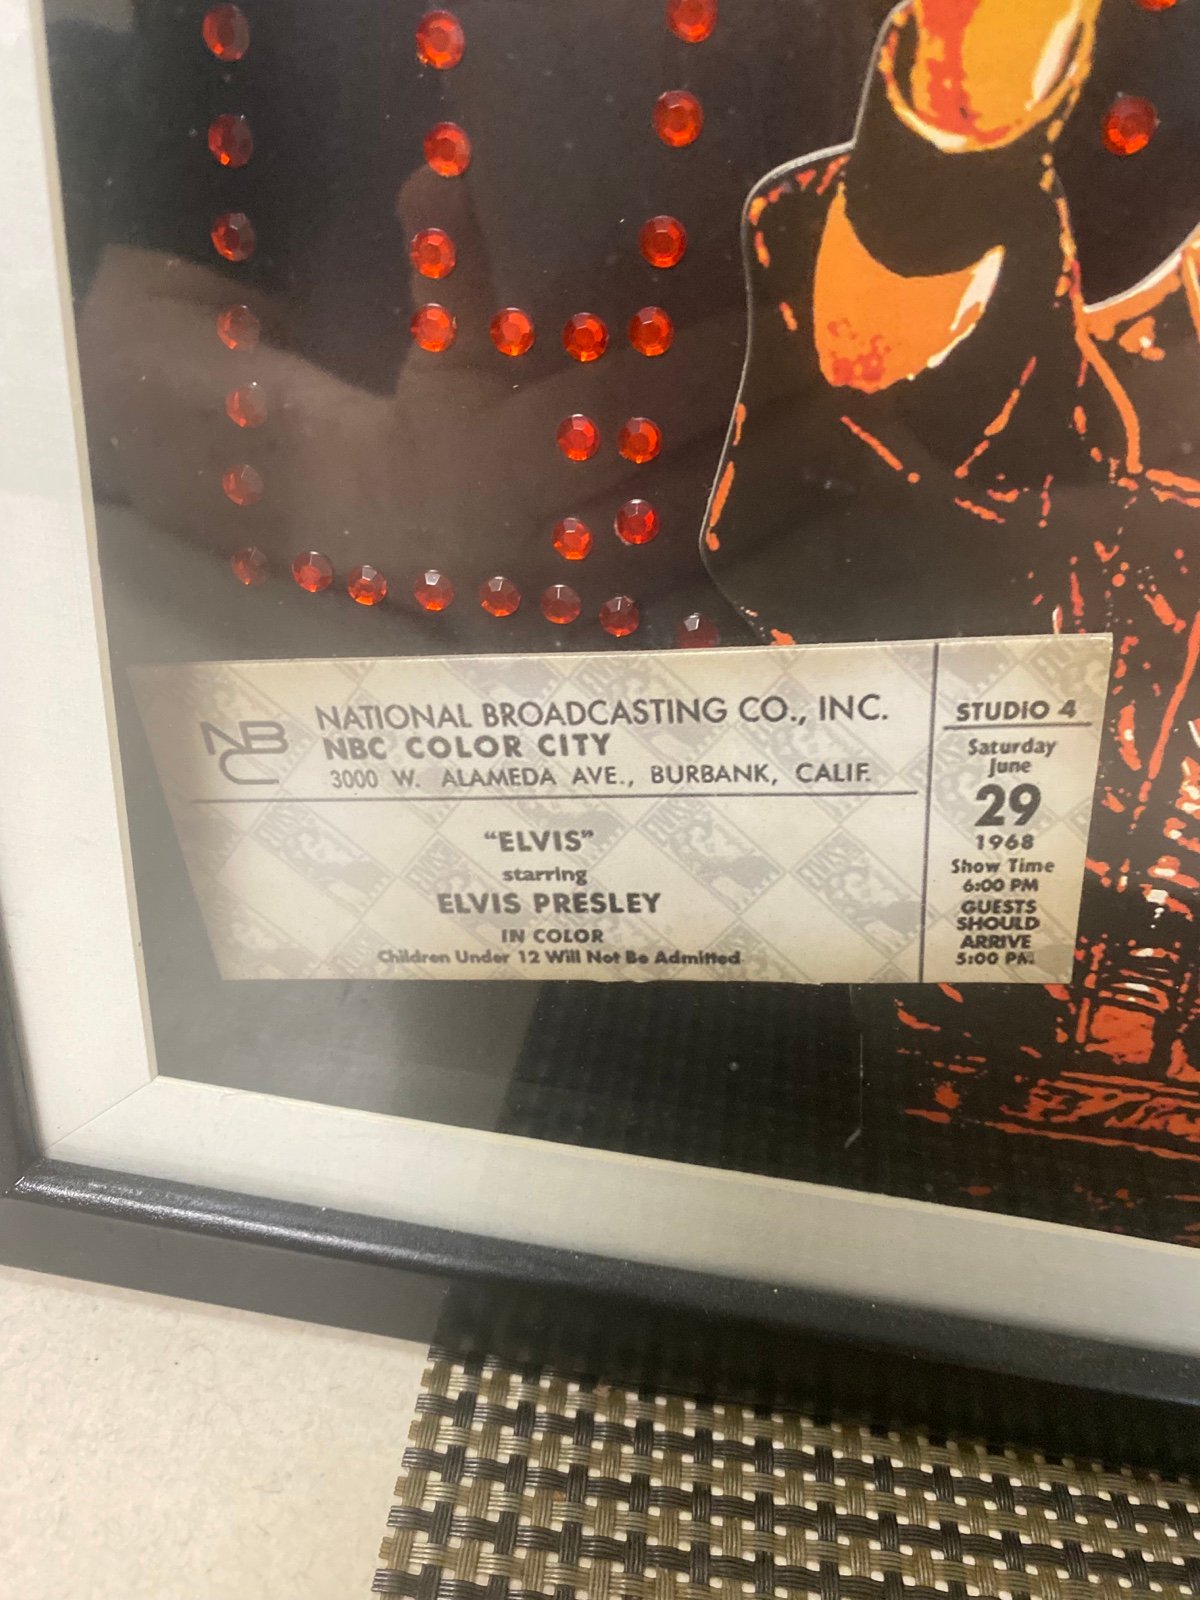 NBC
NATIONAL BROADCASTING CO., INC.
NBC COLOR CITY
3000 W. ALAMEDA AVE., BURBANK, CALIF.
"ELVIS"
starring
ELVIS PRESLEY
IN COLOR
Children Under 12 Will Not Be Admitted
STUDIO 4
Saturday
June
29
1968
Show Time
6:00 PM
GUESTS
SHOULD
ARRIVE
5:00 PM